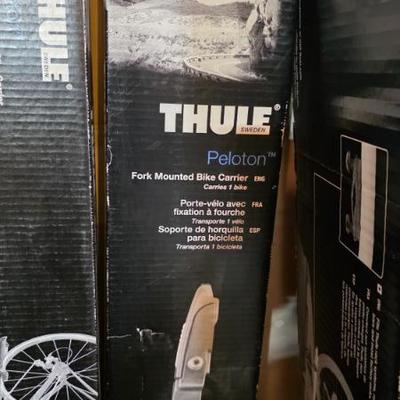 THULE
SWEDEN
THULE®
SWEDEN
Peloton™
Fork Mounted Bike Carrier ENG
Carries 1 bike
Porte-vélo avec FRA
fixation à fourche
Transporte 1 vélo
Soporte de horquilla ESP
para bicicleta
Transporta 1 bicicleta